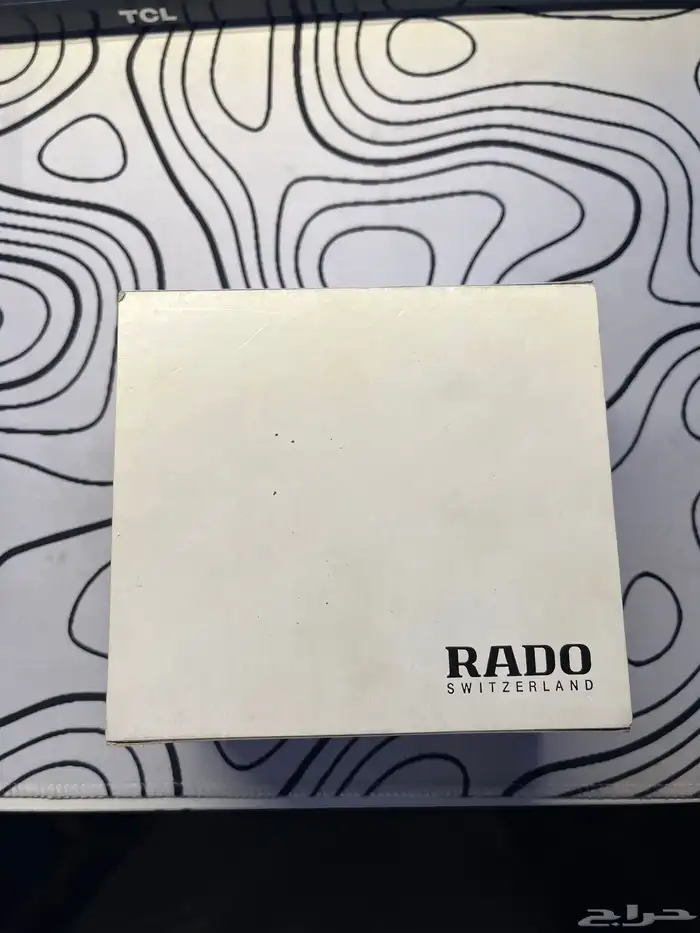 TCL
RADO
SWITZERLAND
حراج